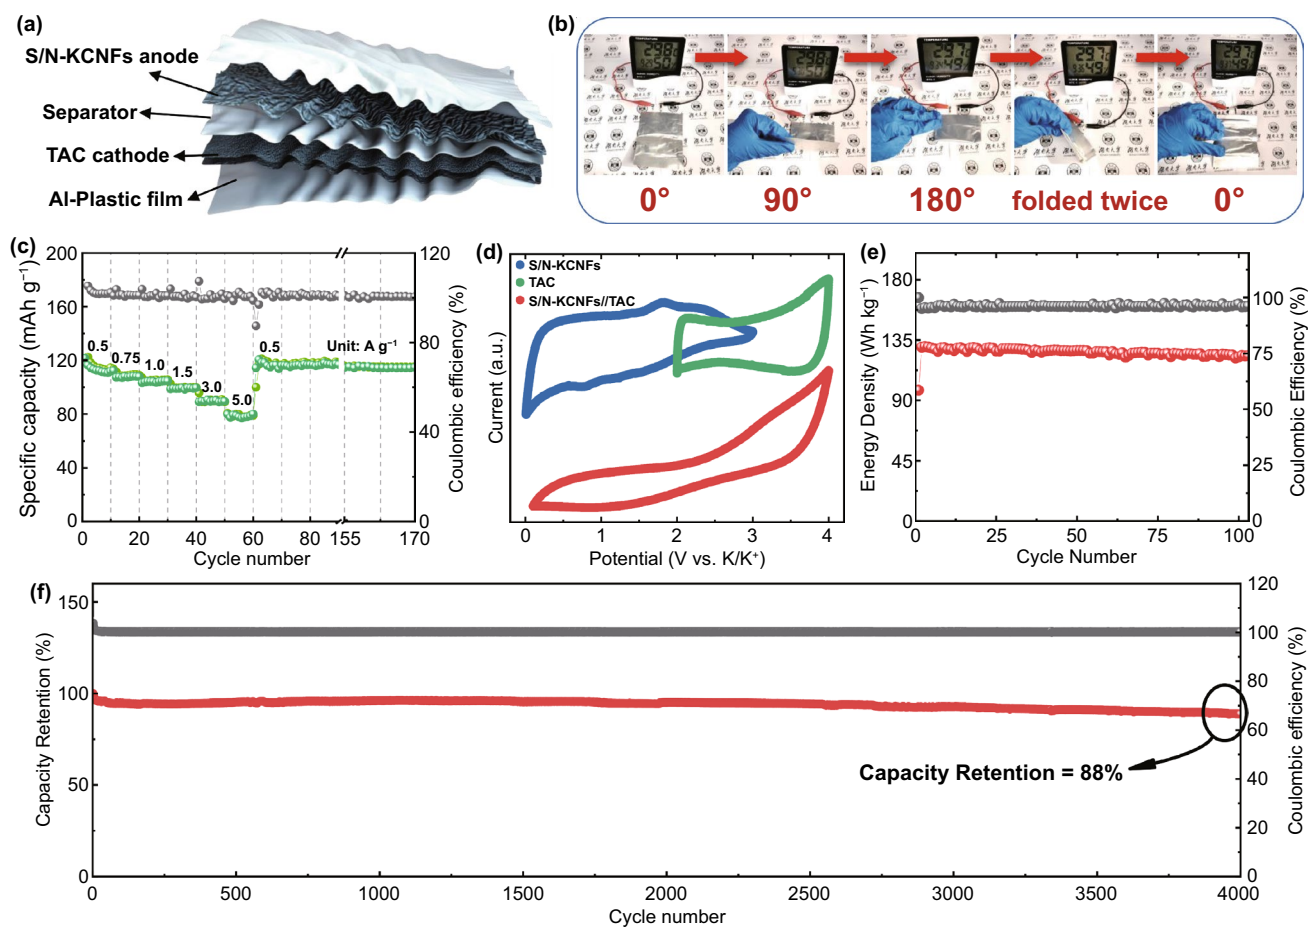 (a)
S/N-KCNFs anode
Separator
TAC cathode
Al-Plastic film
(b)
0°
90°
180°
folded twice
0°
(c)
Specific capacity (mAh g⁻¹)
200
160
120
80
40
0
0.5
0.75
1.0
1.5
3.0
5.0
0.5
Unit: A g⁻¹
120
80
40
0
Coulombic efficiency (%)
0 20 40 60 80 155 170
Cycle number
(d)
S/N-KCNFs
TAC
S/N-KCNFs//TAC
Current (a.u.)
0 1 2 3 4
Potential (V vs. K/K⁺)
(e)
Energy Density (Wh kg⁻¹)
180
135
90
45
0
100
75
50
25
0
Coulombic Efficiency (%)
0 25 50 75 100
Cycle Number
(f)
Capacity Retention (%)
150
100
50
0
Capacity Retention = 88%
120
100
80
60
40
20
0
Coulombic efficiency (%)
0 500 1000 1500 2000 2500 3000 3500 4000
Cycle number